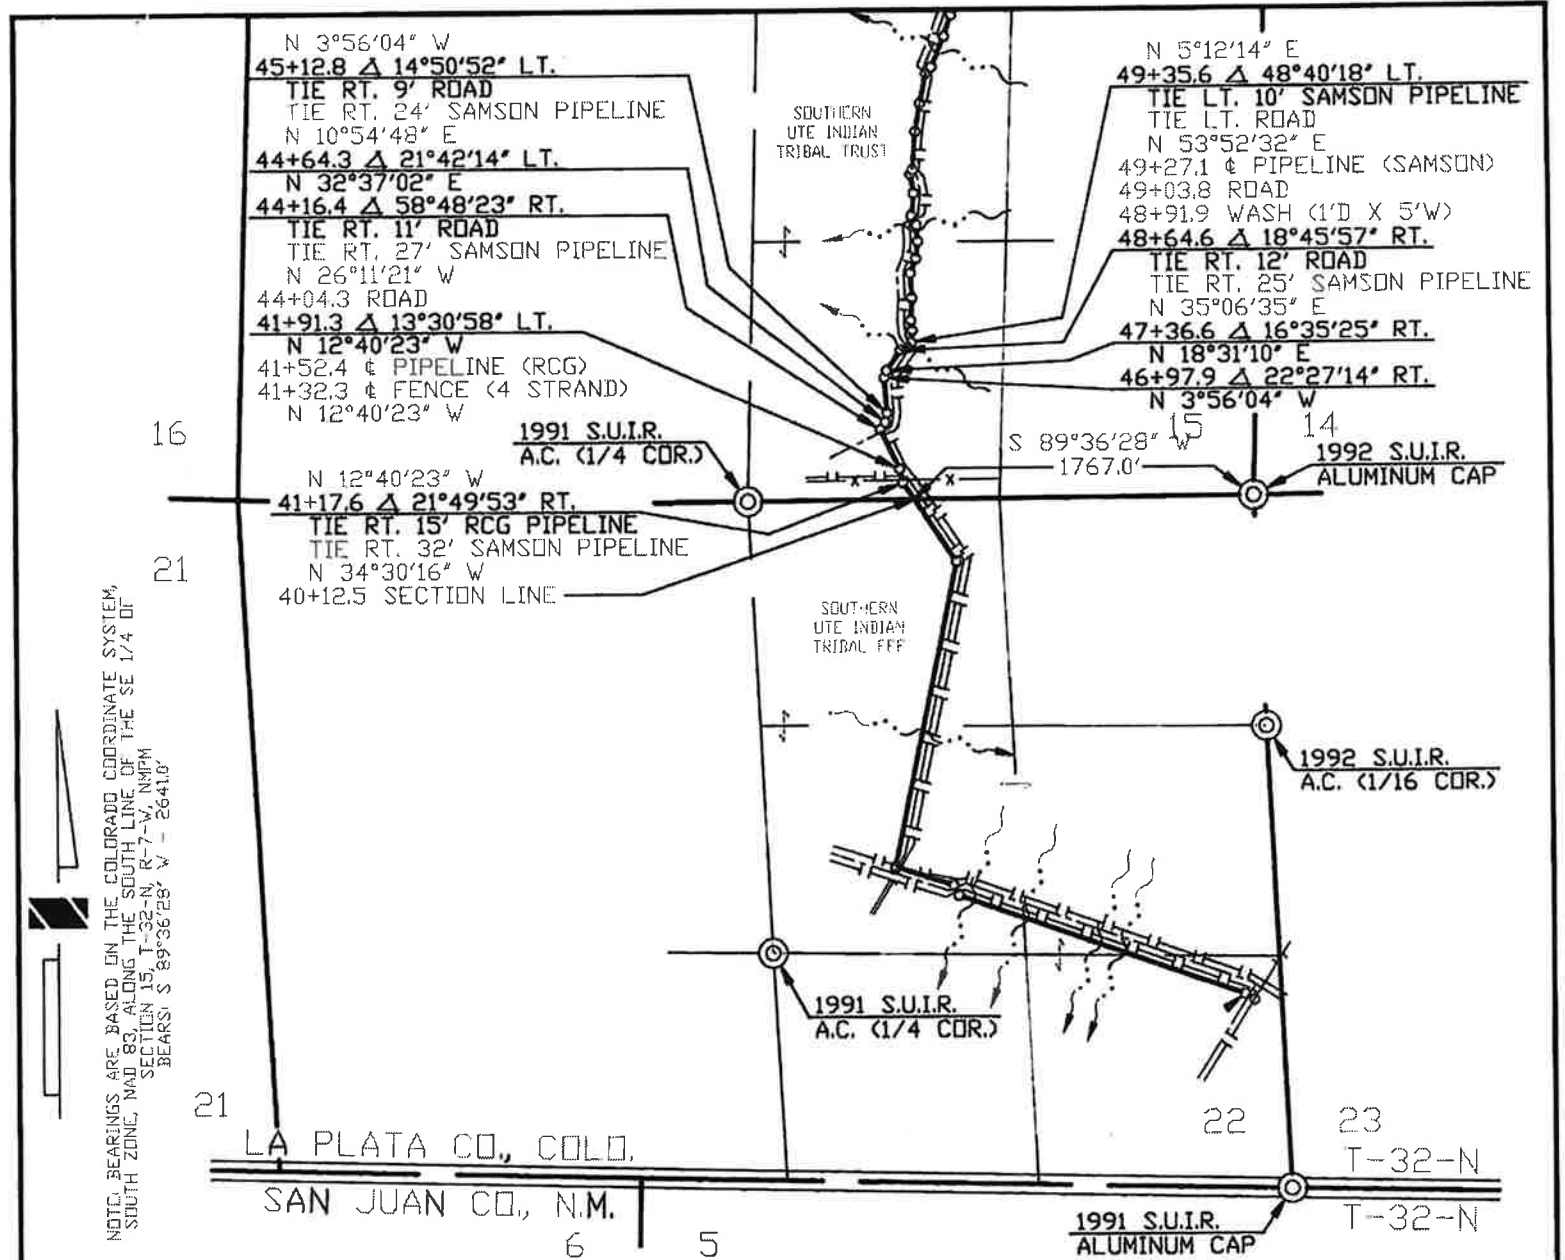 N 3°56'04" W
45+12.8 Δ 14°50'52" LT.
TIE RT. 9' ROAD
TIE RT. 24' SAMSON PIPELINE
N 10°54'48" E
44+64.3 Δ 21°42'14" LT.
N 32°37'02" E
44+16.4 Δ 58°48'23" RT.
TIE RT. 11' ROAD
TIE RT. 27' SAMSON PIPELINE
N 26°11'21" W
44+04.3 ROAD
41+91.3 Δ 13°30'58" LT.
N 12°40'23" W
41+52.4 ℄ PIPELINE (RCG)
41+32.3 ℄ FENCE (4 STRAND)
N 12°40'23" W
SOUTHERN
UTE INDIAN
TRIBAL TRUST
N 5°12'14" E
49+35.6 Δ 48°40'18" LT.
TIE LT. 10' SAMSON PIPELINE
TIE LT. ROAD
N 53°52'32" E
49+27.1 ℄ PIPELINE (SAMSON)
49+03.8 ROAD
48+91.9 WASH (1'D X 5'W)
48+64.6 Δ 18°45'57" RT.
TIE RT. 12' ROAD
TIE RT. 25' SAMSON PIPELINE
N 35°06'35" E
47+36.6 Δ 16°35'25" RT.
N 18°31'10" E
46+97.9 Δ 22°27'14" RT.
N 3°56'04" W
16
15
14
1991 S.U.I.R.
A.C. (1/4 COR.)
S 89°36'28" W
1767.0'
1992 S.U.I.R.
ALUMINUM CAP
N 12°40'23" W
41+17.6 Δ 21°49'53" RT.
TIE RT. 15' RCG PIPELINE
TIE RT. 32' SAMSON PIPELINE
N 34°30'16" W
40+12.5 SECTION LINE
21
SOUTHERN
UTE INDIAN
TRIBAL FEE
1992 S.U.I.R.
A.C. (1/16 COR.)
1991 S.U.I.R.
A.C. (1/4 COR.)
NOTE: BEARINGS ARE BASED ON THE COLORADO COORDINATE SYSTEM,
SOUTH ZONE, NAD 83, ALONG THE SOUTH LINE OF THE SE 1/4 OF
SECTION 15, T-32-N, R-7-W, NMPM
BEARS: S 89°36'28" W - 2641.0'
21
22
23
LA PLATA CO., COLO.
T-32-N
SAN JUAN CO., N.M.
T-32-N
1991 S.U.I.R.
ALUMINUM CAP
6
5